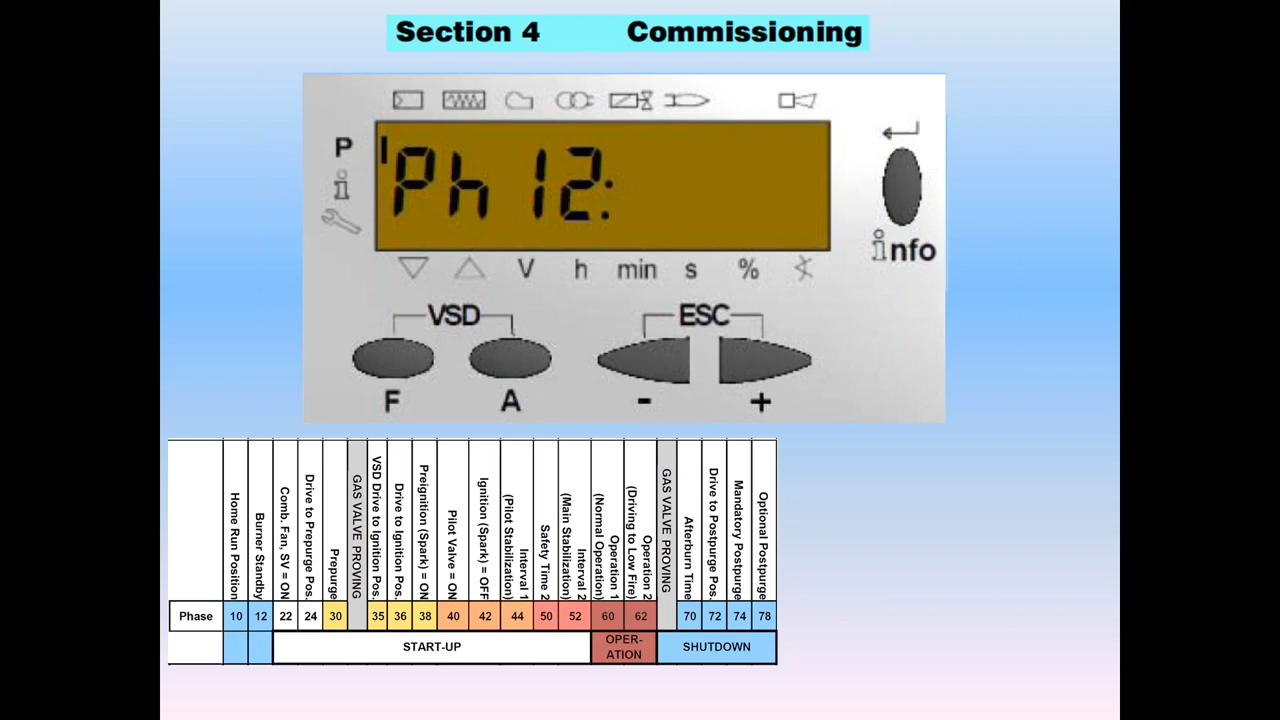 Section 4 Commissioning
P
Ph 12:
info
V h min s %
VSD ESC
F A - +
Home Run Position
Burner Standby
Comb. Fan, SV = ON
Drive to Prepurge Pos.
Prepurge
GAS VALVE PROVING
VSD Drive to Ignition Pos.
Drive to Ignition Pos.
Preignition (Spark) = ON
Pilot Valve = ON
Ignition (Spark) = OFF
Interval 1
(Pilot Stabilization)
Safety Time 2
Interval 2
(Main Stabilization)
Operation 1
(Normal Operation)
Operation 2
(Driving to Low Fire)
GAS VALVE PROVING
Afterburn Time
Drive to Postpurge Pos.
Mandatory Postpurge
Optional Postpurge
Phase 10 12 22 24 30 35 36 38 40 42 44 50 52 60 62 70 72 74 78
START-UP
OPER-
ATION
SHUTDOWN